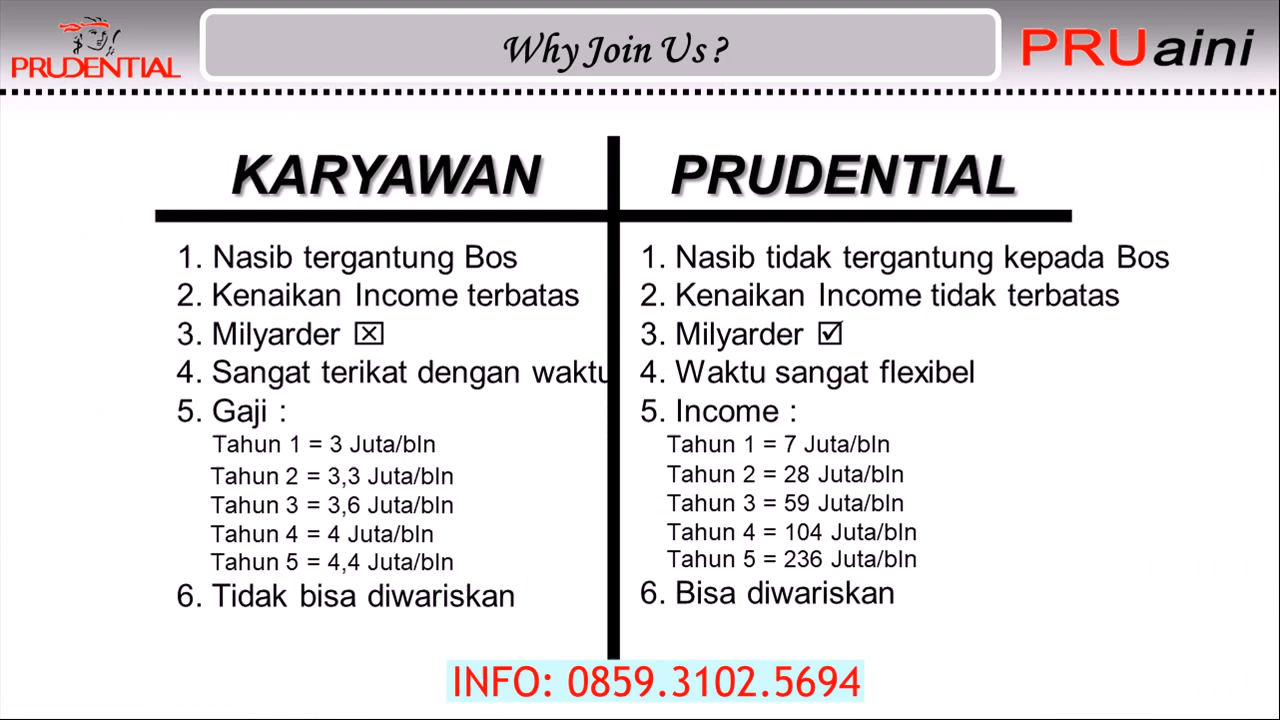 PRUDENTIAL
Why Join Us?
PRUaini
KARYAWAN
1. Nasib tergantung Bos
2. Kenaikan Income terbatas
3. Milyarder ☒
4. Sangat terikat dengan waktu
5. Gaji :
Tahun 1 = 3 Juta/bln
Tahun 2 = 3,3 Juta/bln
Tahun 3 = 3,6 Juta/bln
Tahun 4 = 4 Juta/bln
Tahun 5 = 4,4 Juta/bln
6. Tidak bisa diwariskan
PRUDENTIAL
1. Nasib tidak tergantung kepada Bos
2. Kenaikan Income tidak terbatas
3. Milyarder ☑
4. Waktu sangat flexibel
5. Income :
Tahun 1 = 7 Juta/bln
Tahun 2 = 28 Juta/bln
Tahun 3 = 59 Juta/bln
Tahun 4 = 104 Juta/bln
Tahun 5 = 236 Juta/bln
6. Bisa diwariskan
INFO: 0859.3102.5694